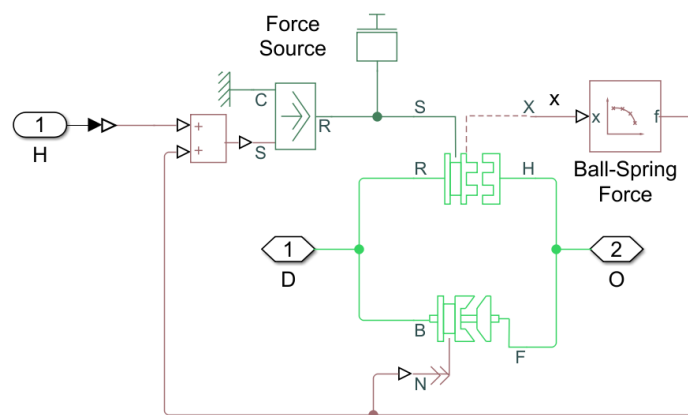 Force
Source
C
R
S
X
x
1
H
+
+
S
x
f
Ball-Spring
Force
R
H
1
D
2
O
B
F
N